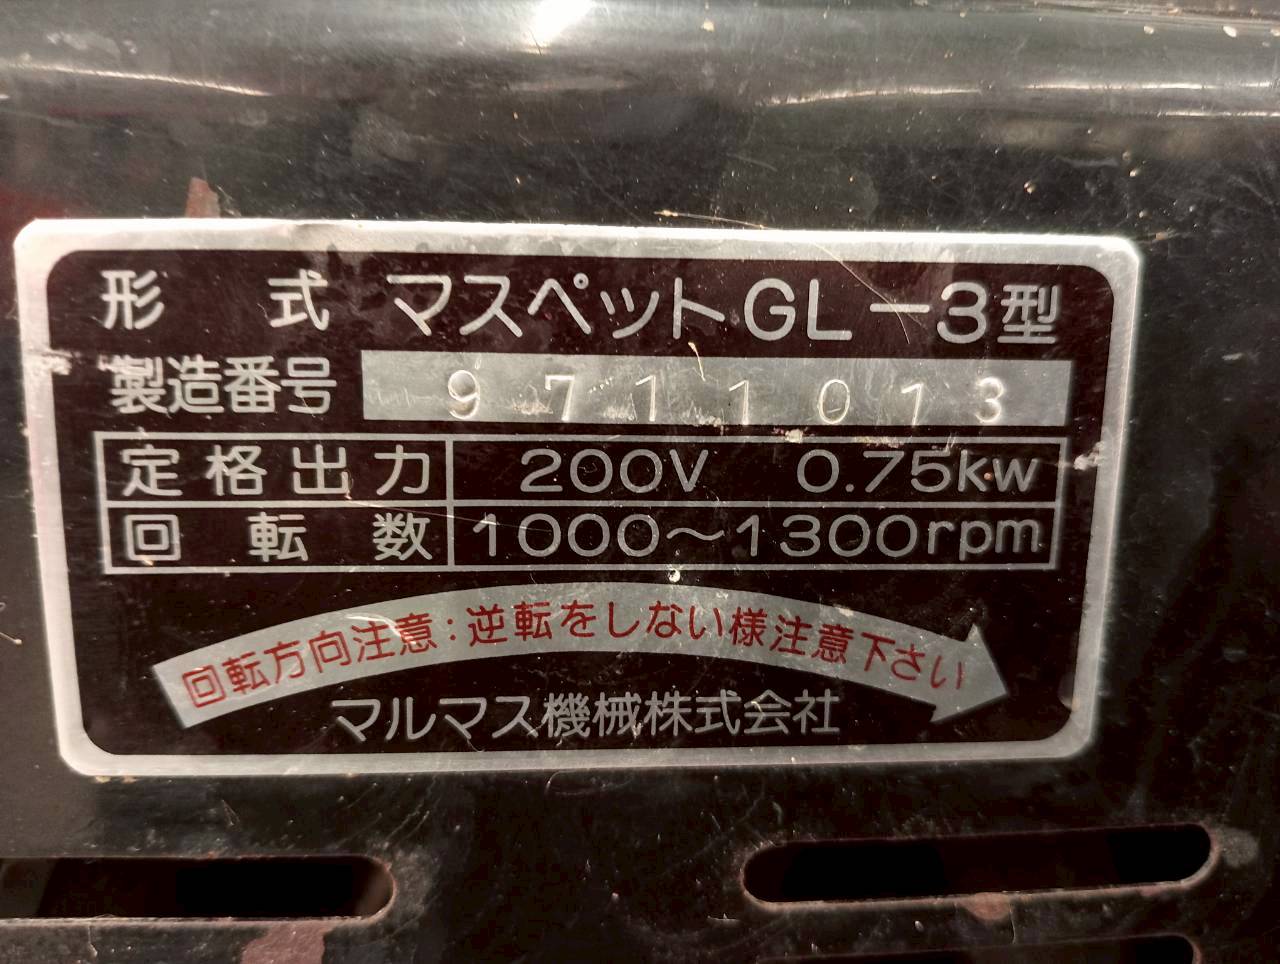 形式 マスペットGL-3型
製造番号 9711013
定格出力 200V 0.75kw
回転数 1000～1300rpm
回転方向注意:逆転をしない様注意下さい
マルマス機械株式会社